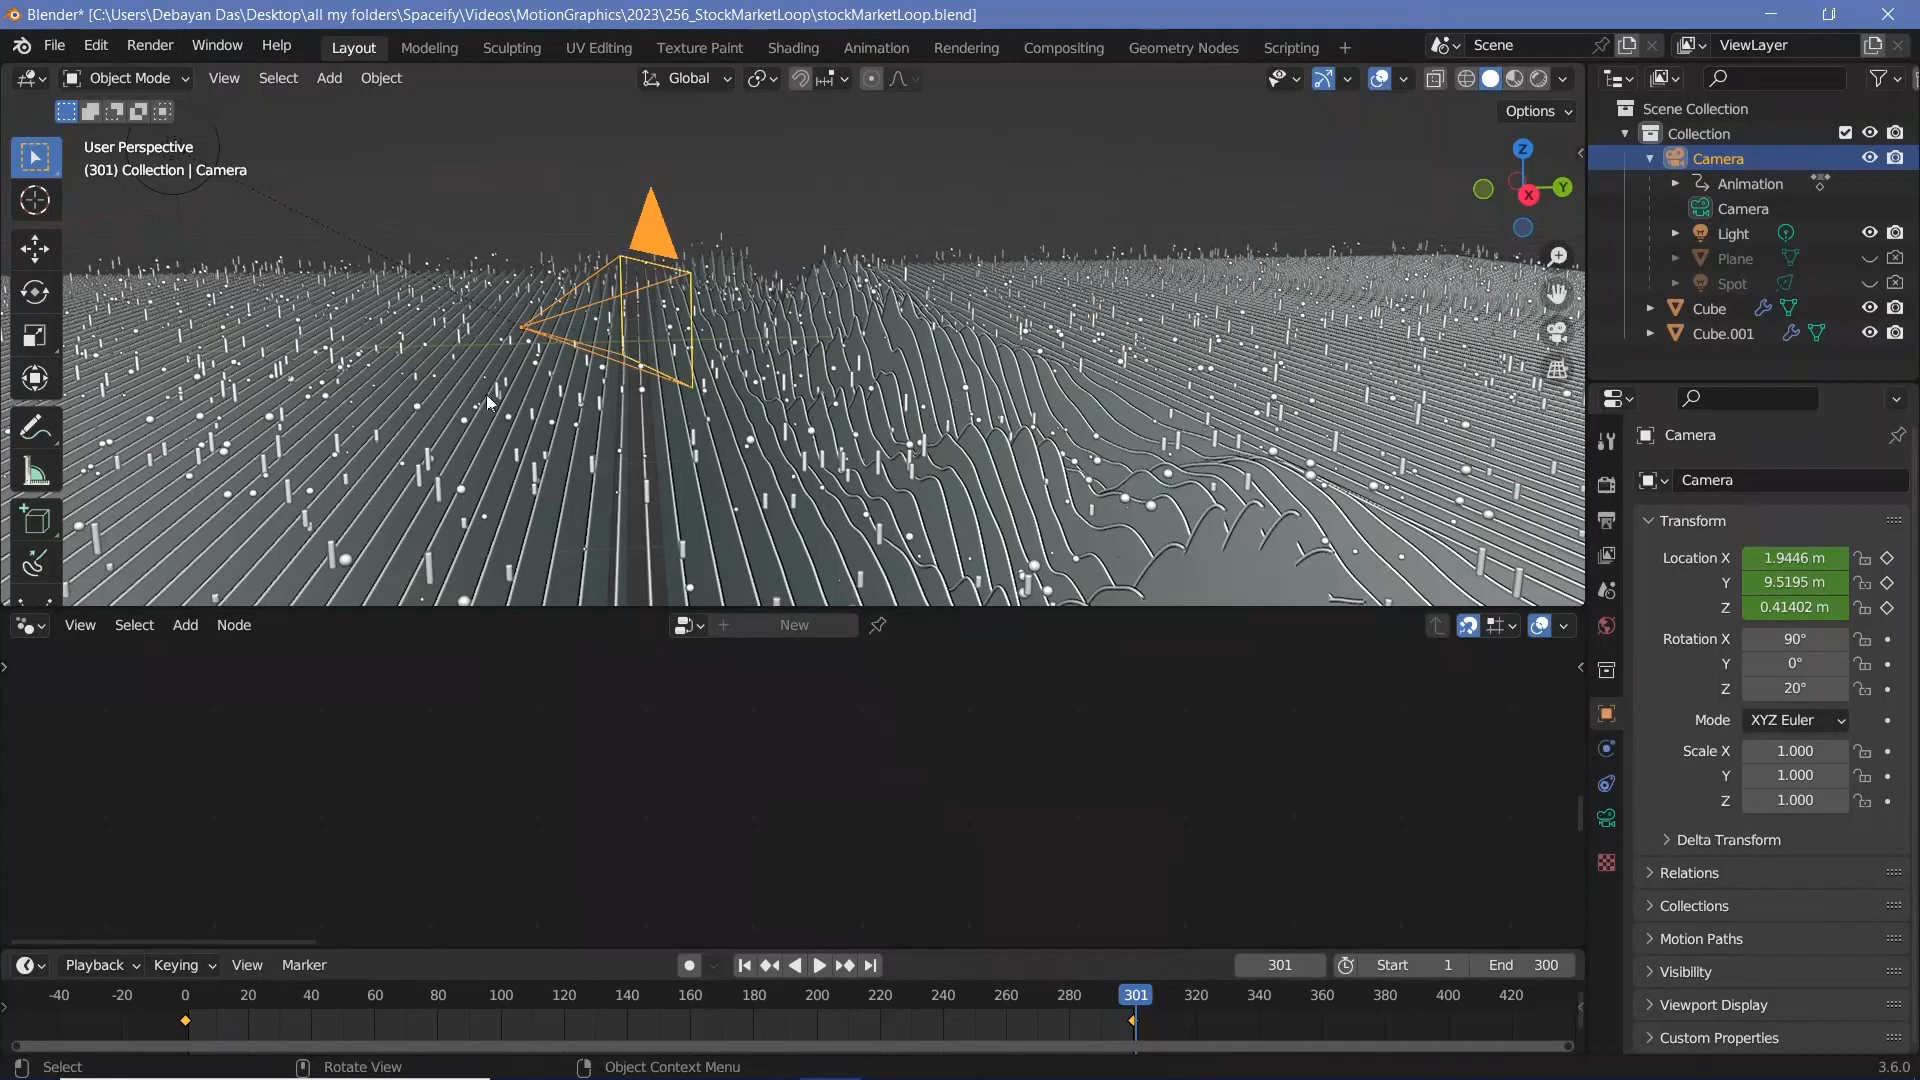 Blender* [C:\Users\Debayan Das\Desktop\all my folders\Spaceify\Videos\MotionGraphics\2023\256_StockMarketLoop\stockMarketLoop.blend]
File Edit Render Window Help Layout Modeling Sculpting UV Editing Texture Paint Shading Animation Rendering Compositing Geometry Nodes Scripting + Scene ViewLayer
Object Mode View Select Add Object Global
Options
User Perspective
(301) Collection | Camera
Z
Y
X
Scene Collection
Collection
Camera
Animation
Camera
Light
Plane
Spot
Cube
Cube.001
Camera
Camera
Transform
Location X 1.9446 m
Y 9.5195 m
Z 0.41402 m
Rotation X 90°
Y 0°
Z 20°
Mode XYZ Euler
Scale X 1.000
Y 1.000
Z 1.000
Delta Transform
Relations
Collections
Motion Paths
Visibility
Viewport Display
Custom Properties
View Select Add Node + New
Playback Keying View Marker 301 Start 1 End 300
-40 -20 0 20 40 60 80 100 120 140 160 180 200 220 240 260 280 301 320 340 360 380 400 420
Select Rotate View Object Context Menu 3.6.0